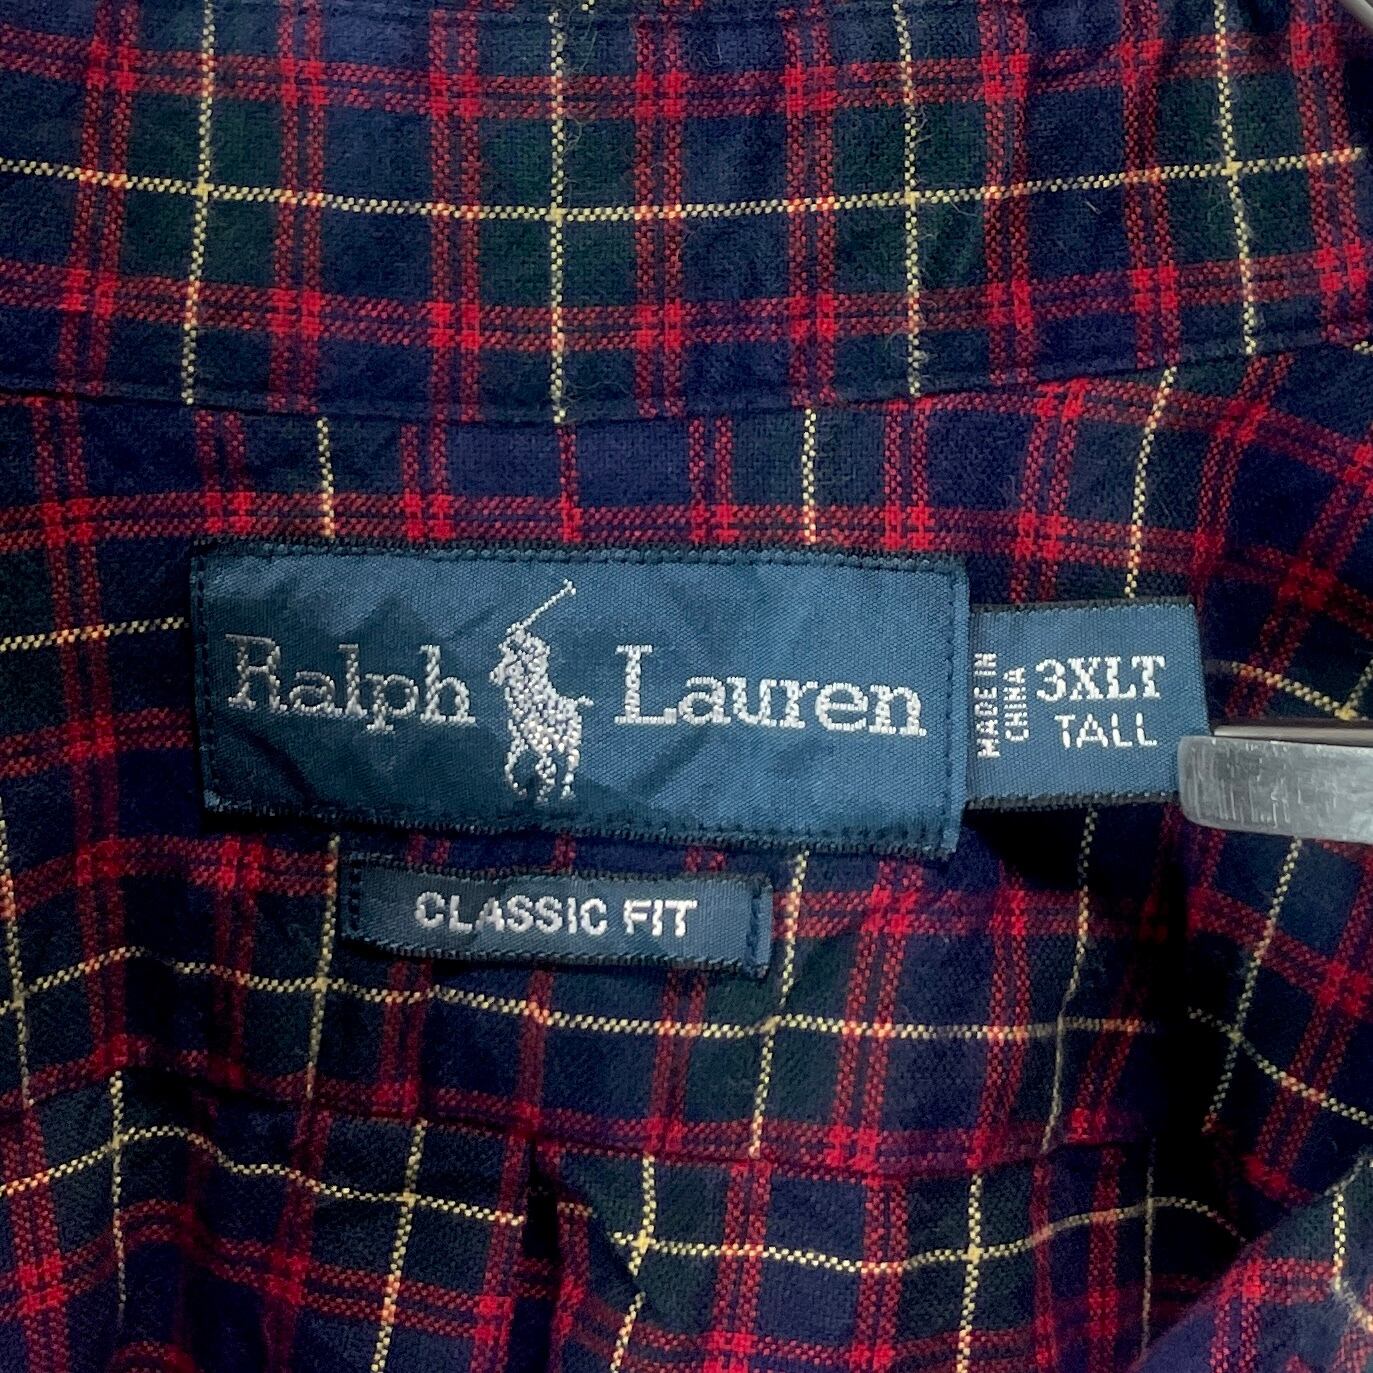 Ralph Lauren
MADE IN
CHINA
3XLT
TALL
CLASSIC FIT